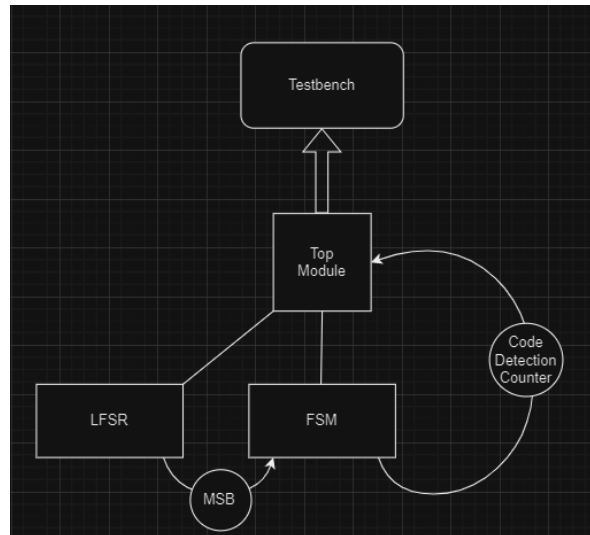 Testbench
Top
Module
Code
Detection
Counter
LFSR
FSM
MSB